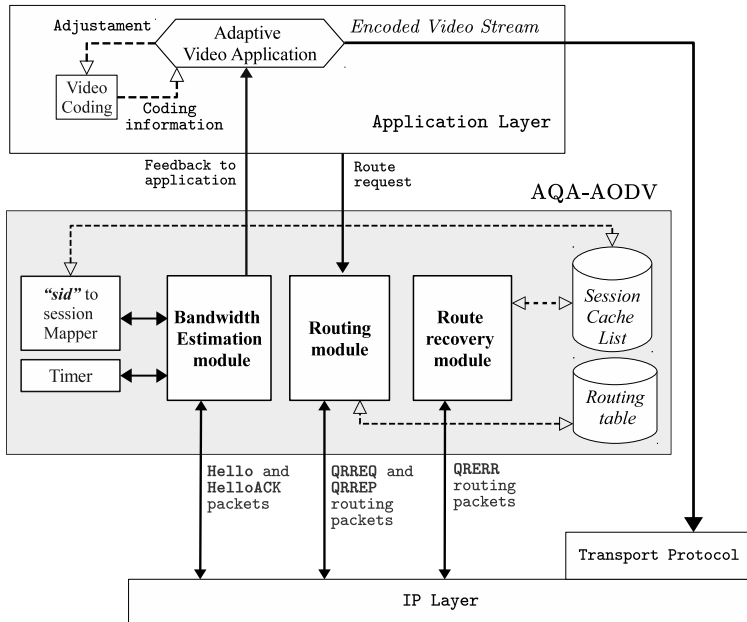 Adjustament
Adaptive
Video Application
Encoded Video Stream
Video
Coding
Coding
information
Application Layer
Feedback to
application
Route
request
AQA-AODV
“sid” to
session
Mapper
Timer
Bandwidth
Estimation
module
Routing
module
Route
recovery
module
Session
Cache
List
Routing
table
Hello and
HelloACK
packets
QRREQ and
QRREP
routing
packets
QRERR
routing
packets
Transport Protocol
IP Layer